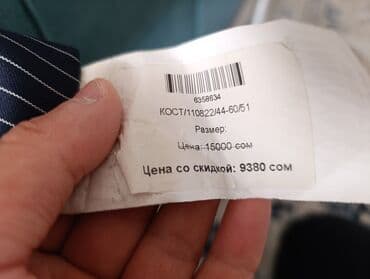 6358634
КОСТ/110822/44-60/51
Размер:
Цена: 15000 сом
Цена со скидкой: 9380 сом